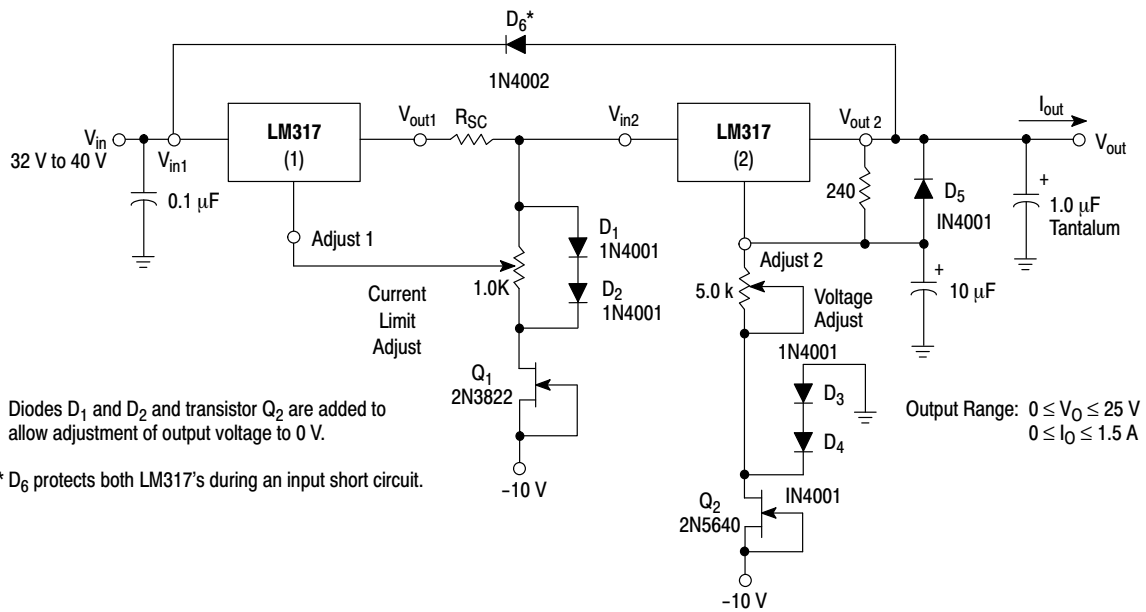 D6*
1N4002
Vin
32 V to 40 V
Vin1
LM317
(1)
Vout1
RSC
Vin2
LM317
(2)
Vout 2
Iout
Vout
0.1 μF
Adjust 1
240
D5
IN4001
+
1.0 μF
Tantalum
D1
1N4001
Adjust 2
+
10 μF
1.0K
D2
1N4001
Current
Limit
Adjust
5.0 k
Voltage
Adjust
1N4001
D3
D4
IN4001
Q1
2N3822
–10 V
Q2
2N5640
–10 V
Output Range: 0 ≤ VO ≤ 25 V
0 ≤ IO ≤ 1.5 A
Diodes D1 and D2 and transistor Q2 are added to
allow adjustment of output voltage to 0 V.
* D6 protects both LM317's during an input short circuit.